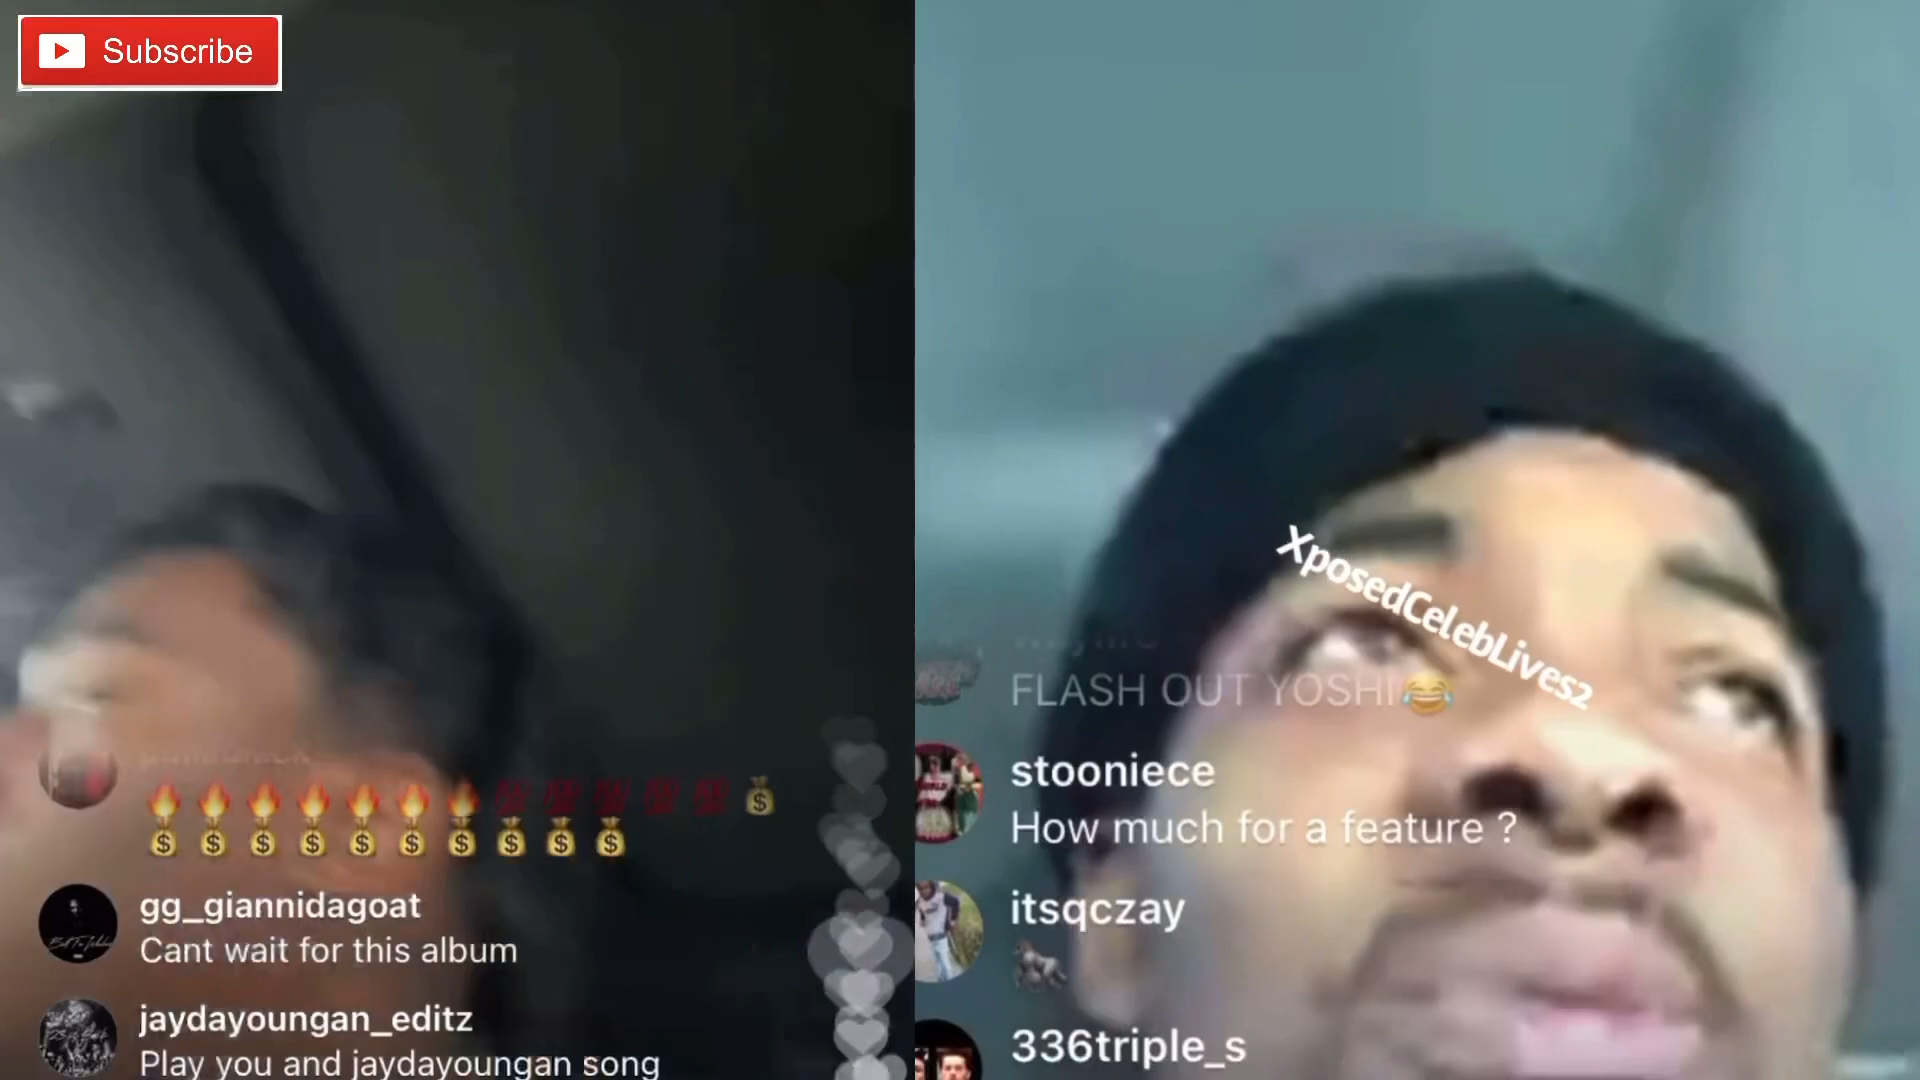 Subscribe
gg_giannidagoat
Cant wait for this album
jaydayoungan_editz
Play you and jaydayoungan song
XposedCelebLives2
FLASH OUT YOSHI😂
stooniece
How much for a feature ?
itsqczay
🦍
336triple_s